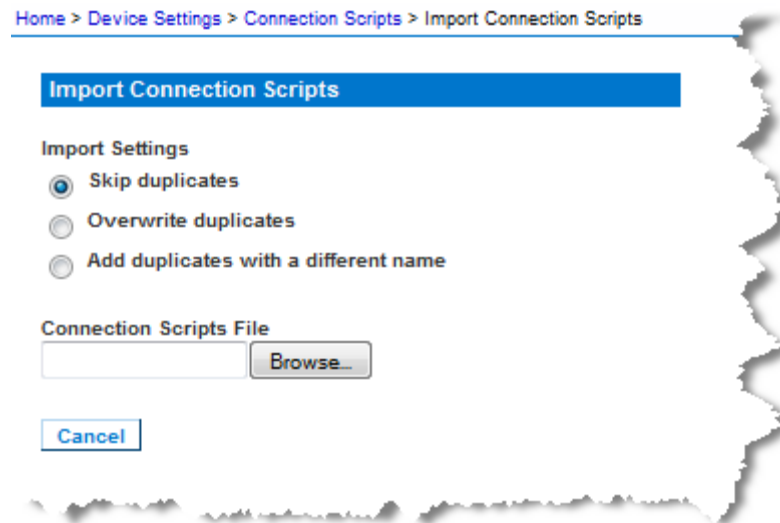 Home > Device Settings > Connection Scripts > Import Connection Scripts
Import Connection Scripts
Import Settings
Skip duplicates
Overwrite duplicates
Add duplicates with a different name
Connection Scripts File
Browse...
Cancel